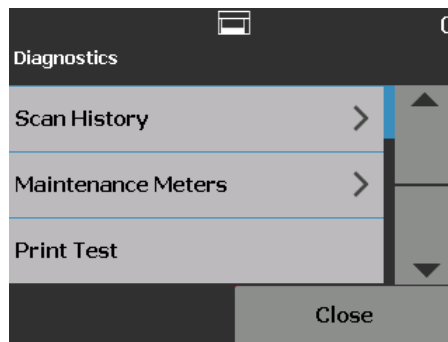 Diagnostics
Scan History
Maintenance Meters
Print Test
Close